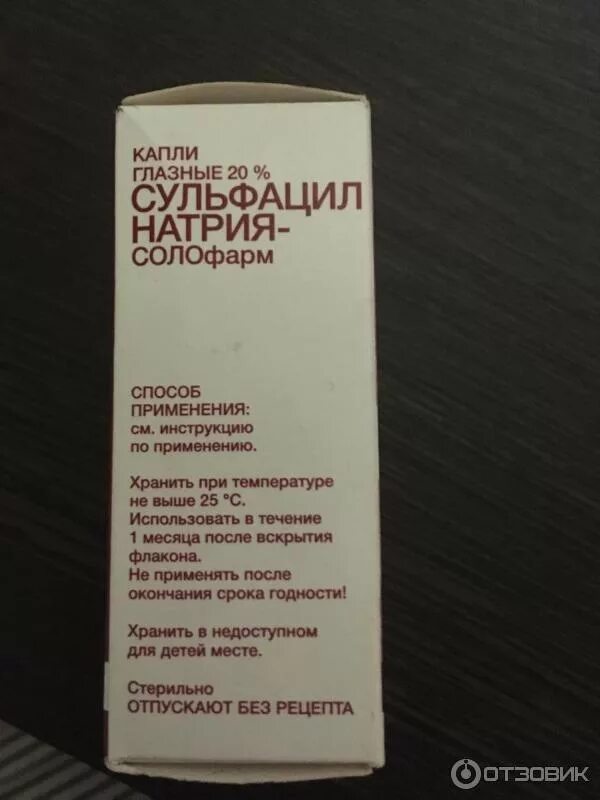 КАПЛИ
ГЛАЗНЫЕ 20 %
СУЛЬФАЦИЛ
НАТРИЯ-
СОЛОфарм
СПОСОБ
ПРИМЕНЕНИЯ:
см. инструкцию
по применению.
Хранить при температуре
не выше 25 °С.
Использовать в течение
1 месяца после вскрытия
флакона.
Не применять после
окончания срока годности!
Хранить в недоступном
для детей месте.
Стерильно
ОТПУСКАЮТ БЕЗ РЕЦЕПТА
ОТЗОВИК